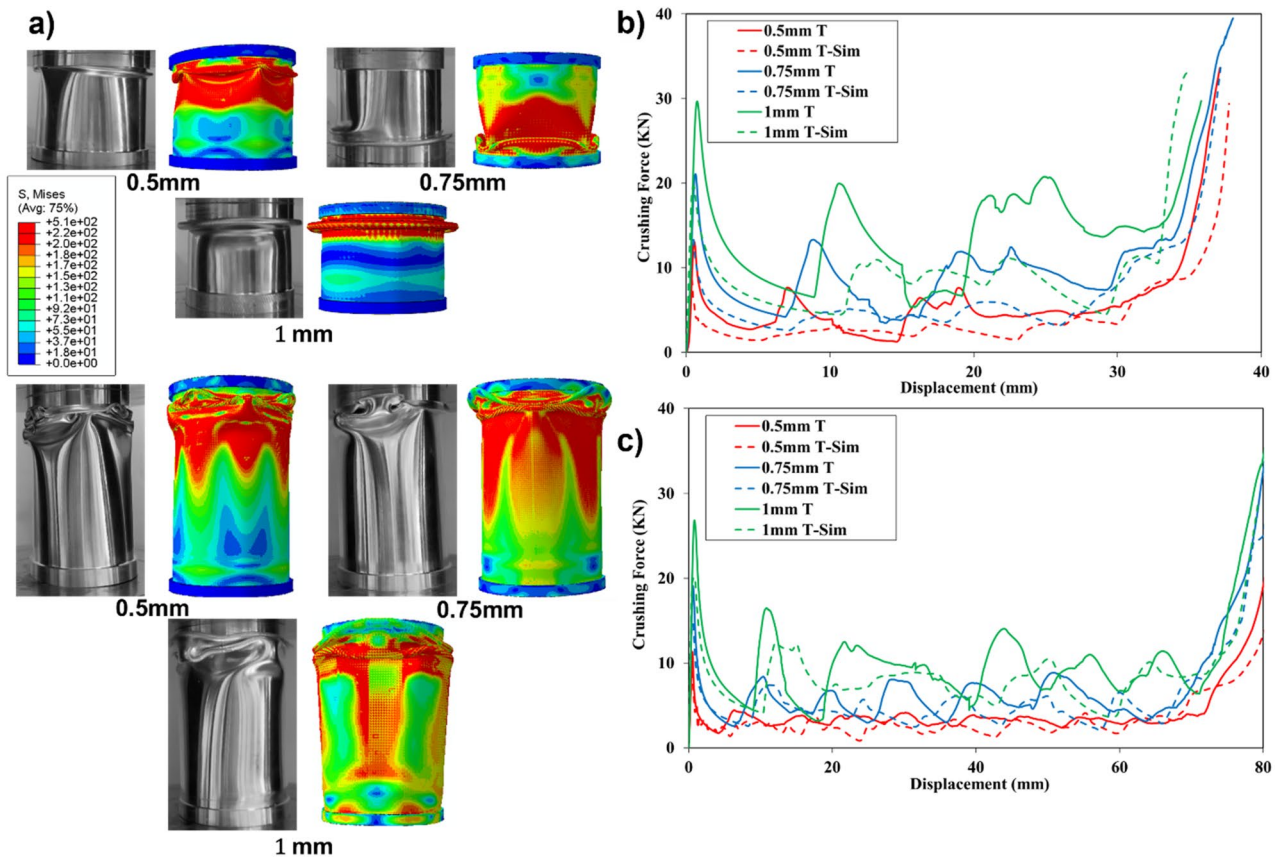 a)
0.5mm
0.75mm
S, Mises
(Avg: 75%)
+5.1e+02
+2.2e+02
+2.0e+02
+1.8e+02
+1.7e+02
+1.5e+02
+1.3e+02
+1.1e+02
+9.2e+01
+7.3e+01
+5.5e+01
+3.7e+01
+1.8e+01
+0.0e+00
1 mm
0.5mm
0.75mm
1 mm
b)
0.5mm T
0.5mm T-Sim
0.75mm T
0.75mm T-Sim
1mm T
1mm T-Sim
Crushing Force (KN)
40
30
20
10
0
0
10
20
30
40
Displacement (mm)
c)
0.5mm T
0.5mm T-Sim
0.75mm T
0.75mm T-Sim
1mm T
1mm T-Sim
Crushing Force (KN)
40
30
20
10
0
0
20
40
60
80
Displacement (mm)